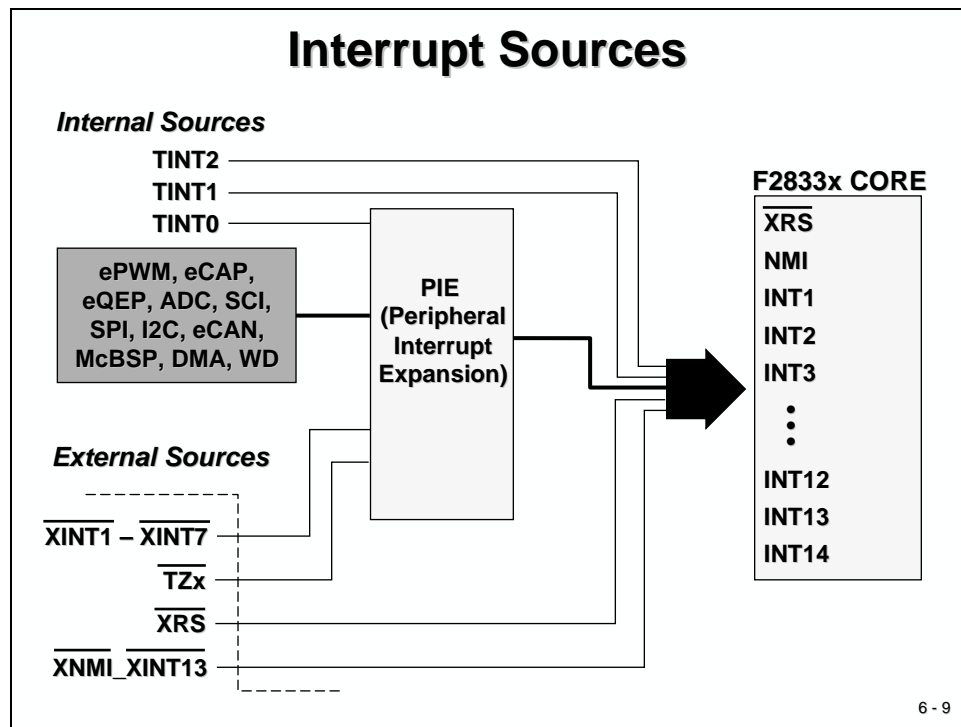 Interrupt Sources
Internal Sources
TINT2
TINT1
TINT0
ePWM, eCAP,
eQEP, ADC, SCI,
SPI, I2C, eCAN,
McBSP, DMA, WD
PIE
(Peripheral
Interrupt
Expansion)
External Sources
XINT1 – XINT7
TZx
XRS
XNMI_XINT13
F2833x CORE
XRS
NMI
INT1
INT2
INT3
INT12
INT13
INT14
6 - 9